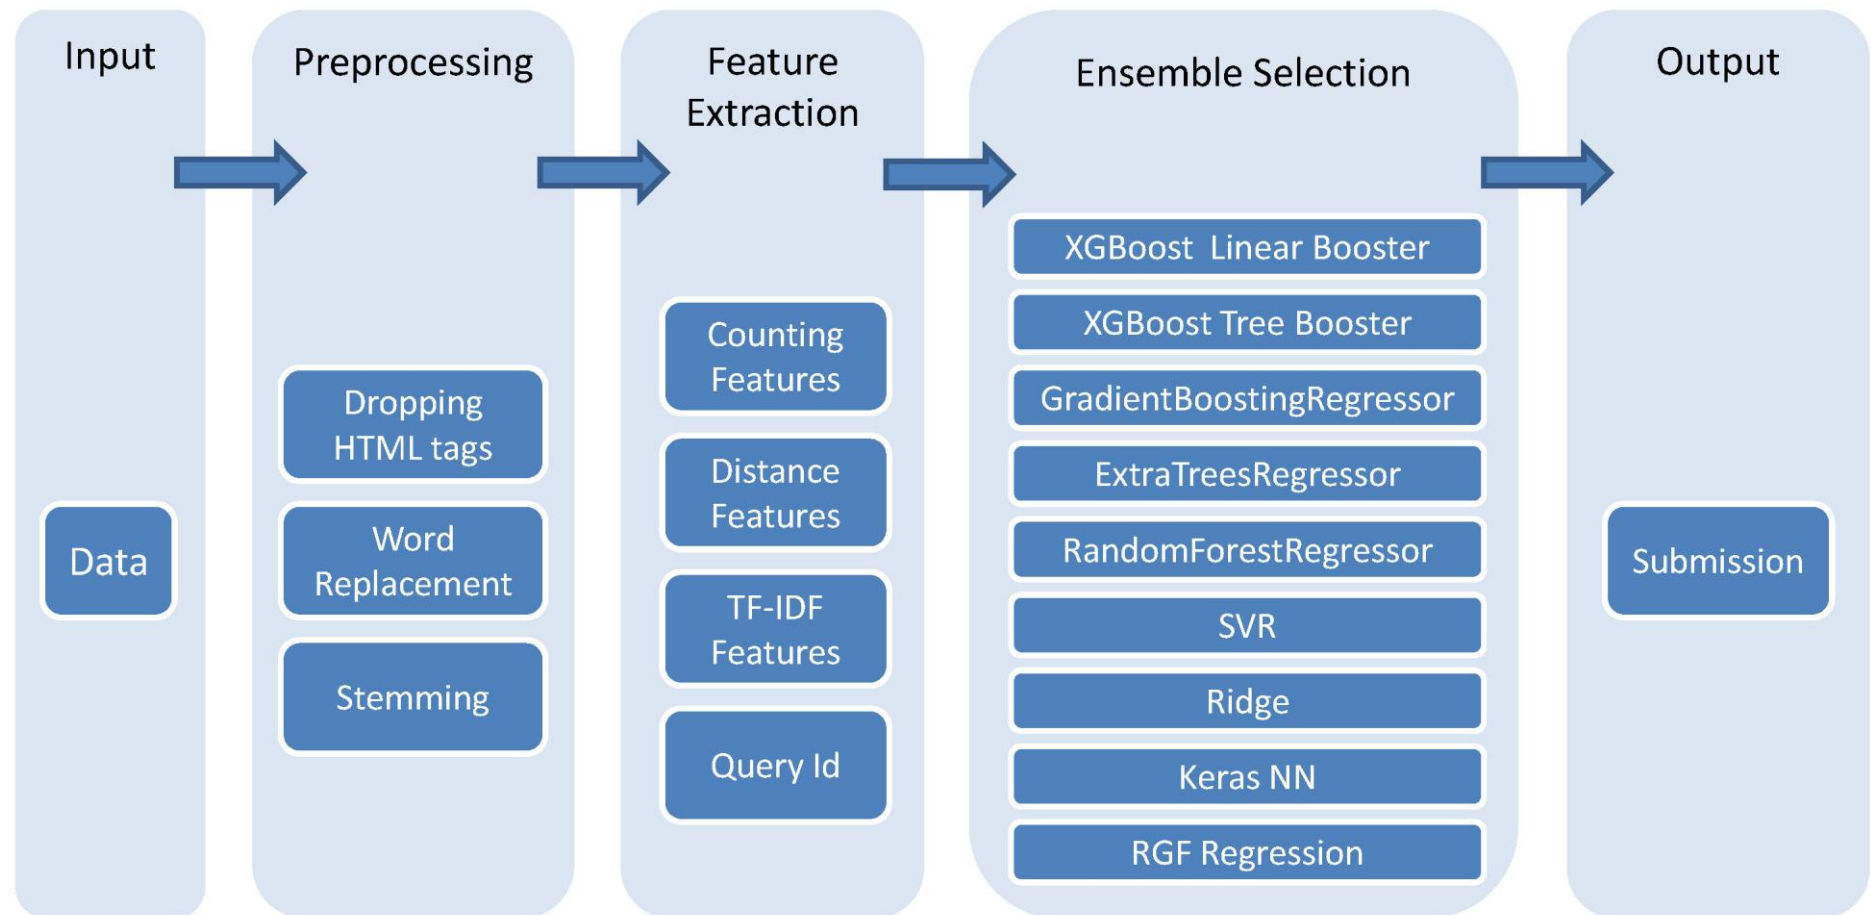 Input
Data
Preprocessing
Dropping
HTML tags
Word
Replacement
Stemming
Feature
Extraction
Counting
Features
Distance
Features
TF-IDF
Features
Query Id
Ensemble Selection
XGBoost  Linear Booster
XGBoost Tree Booster
GradientBoostingRegressor
ExtraTreesRegressor
RandomForestRegressor
SVR
Ridge
Keras NN
RGF Regression
Output
Submission